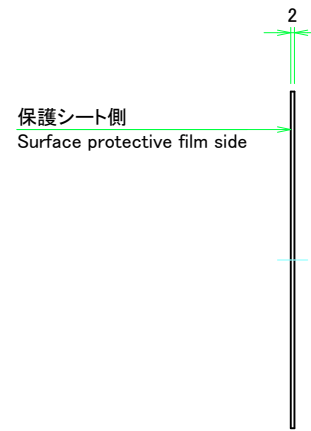 2
保護シート側
Surface protective film side